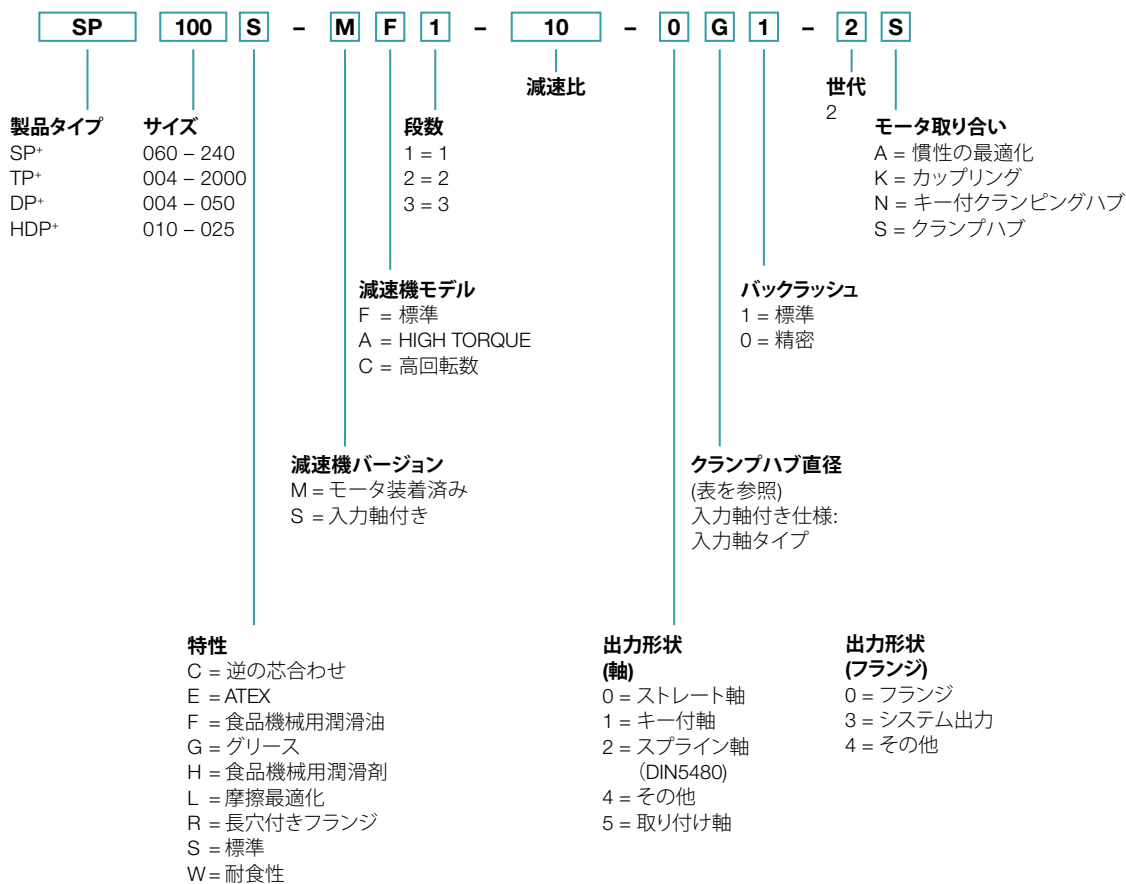 SP 100 S – M F 1 – 10 – 0 G 1 – 2 S
減速比
世代
2
製品タイプ
SP+
TP+
DP+
HDP+
サイズ
060 – 240
004 – 2000
004 – 050
010 – 025
段数
1 = 1
2 = 2
3 = 3
モータ取り合い
A = 慣性の最適化
K = カップリング
N = キー付クランピングハブ
S = クランプハブ
減速機モデル
F = 標準
A = HIGH TORQUE
C = 高回転数
バックラッシュ
1 = 標準
0 = 精密
減速機バージョン
M = モータ装着済み
S = 入力軸付き
クランプハブ直径
(表を参照)
入力軸付き仕様:
入力軸タイプ
特性
C = 逆の芯合わせ
E = ATEX
F = 食品機械用潤滑油
G = グリース
H = 食品機械用潤滑剤
L = 摩擦最適化
R = 長穴付きフランジ
S = 標準
W = 耐食性
出力形状
(軸)
0 = ストレート軸
1 = キー付軸
2 = スプライン軸
（DIN5480)
4 = その他
5 = 取り付け軸
出力形状
(フランジ)
0 = フランジ
3 = システム出力
4 = その他